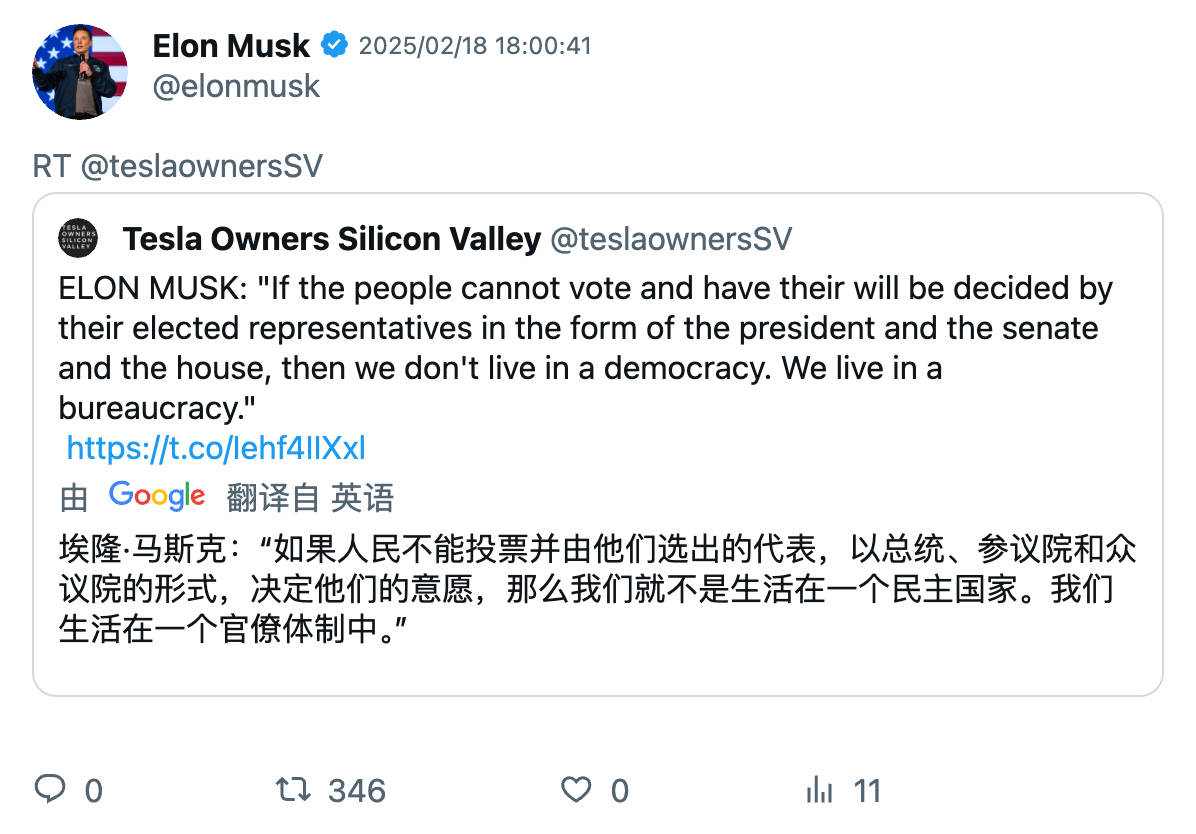 Elon Musk 2025/02/18 18:00:41
@elonmusk
RT @teslaownersSV
TESLA
OWNERS
SILICON
VALLEY
Tesla Owners Silicon Valley @teslaownersSV
ELON MUSK: "If the people cannot vote and have their will be decided by
their elected representatives in the form of the president and the senate
and the house, then we don't live in a democracy. We live in a
bureaucracy."
https://t.co/lehf4IIXxl
由 Google 翻译自 英语
埃隆·马斯克：“如果人民不能投票并由他们选出的代表，以总统、参议院和众
议院的形式，决定他们的意愿，那么我们就不是生活在一个民主国家。我们
生活在一个官僚体制中。”
0 346 0 11